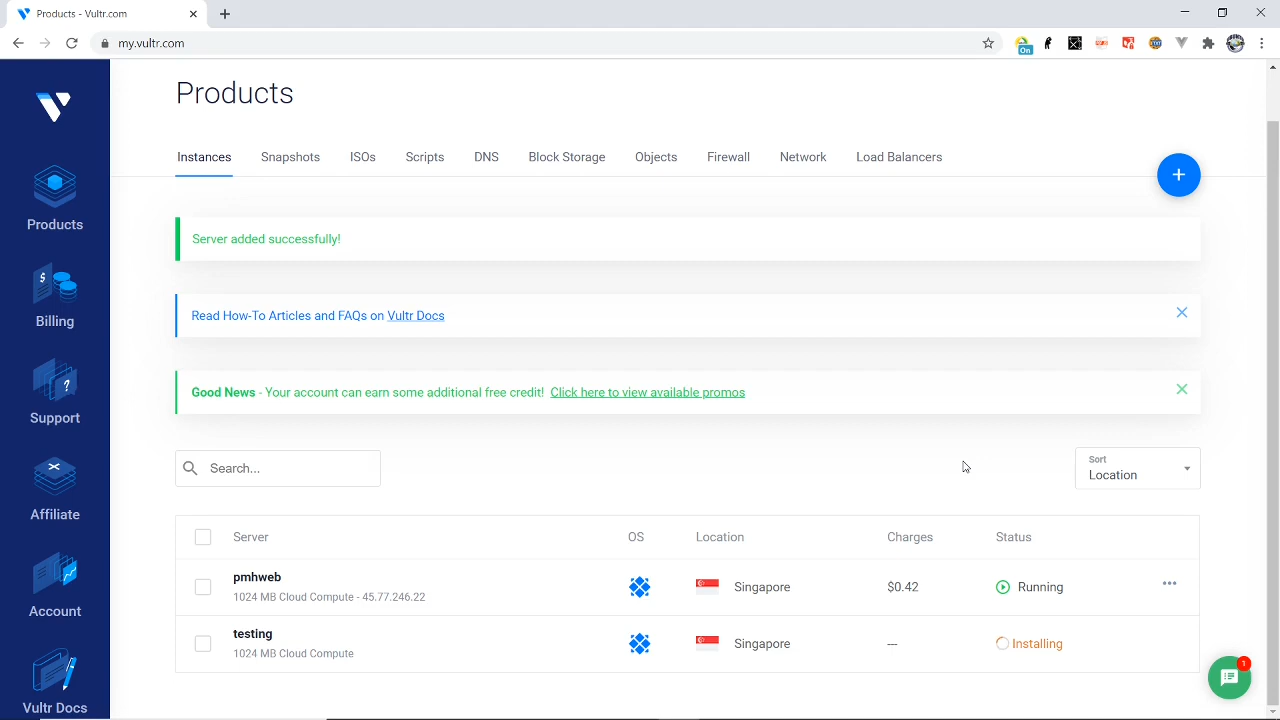 Products - Vultr.com
my.vultr.com
On
Products
Billing
Support
Affiliate
Account
Vultr Docs
Products
Instances Snapshots ISOs Scripts DNS Block Storage Objects Firewall Network Load Balancers
Server added successfully!
Read How-To Articles and FAQs on Vultr Docs
Good News - Your account can earn some additional free credit! Click here to view available promos
Search...
Sort
Location
Server OS Location Charges Status
pmhweb
1024 MB Cloud Compute - 45.77.246.22
Singapore $0.42 Running
testing
1024 MB Cloud Compute
Singapore — Installing
1